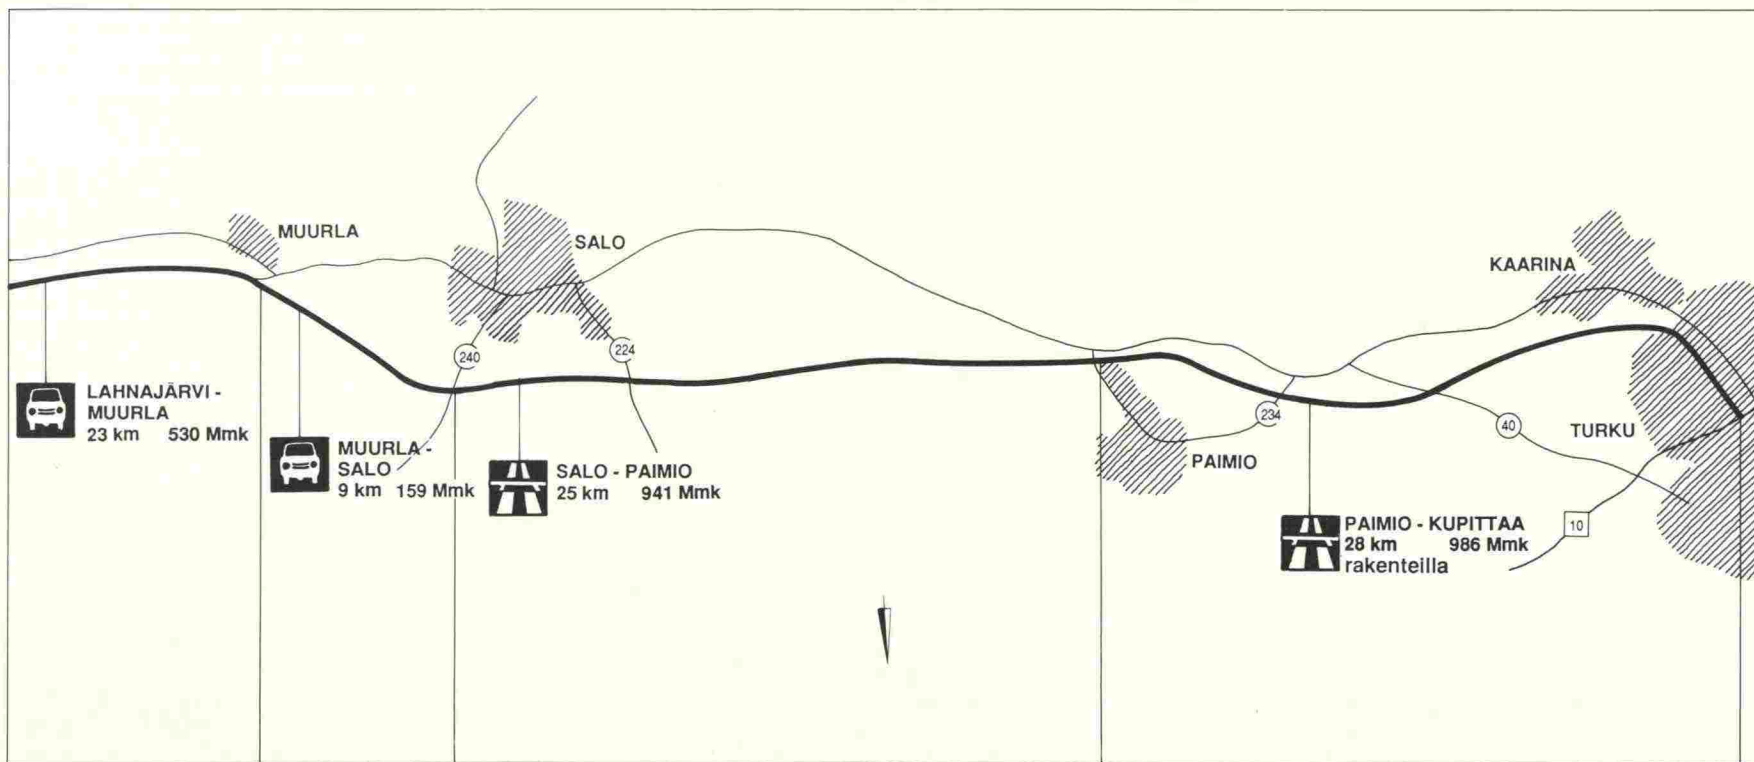 MUURLA
SALO
KAARINA
240
224
LAHNAJÄRVI -
MUURLA
23 km 530 Mmk
MUURLA -
SALO
9 km 159 Mmk
SALO - PAIMIO
25 km 941 Mmk
PAIMIO
234
40
TURKU
10
PAIMIO - KUPITTAA
28 km 986 Mmk
rakenteilla